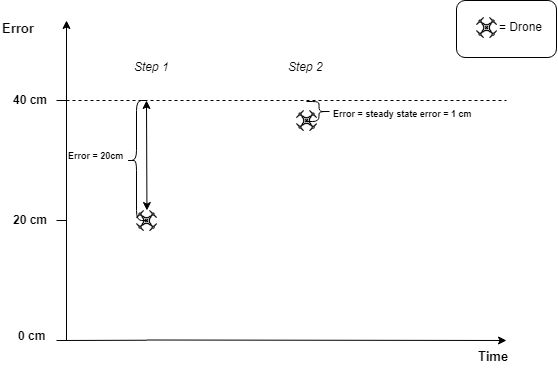 = Drone
Error
Step 1
Step 2
40 cm
Error = steady state error = 1 cm
Error = 20cm
20 cm
0 cm
Time